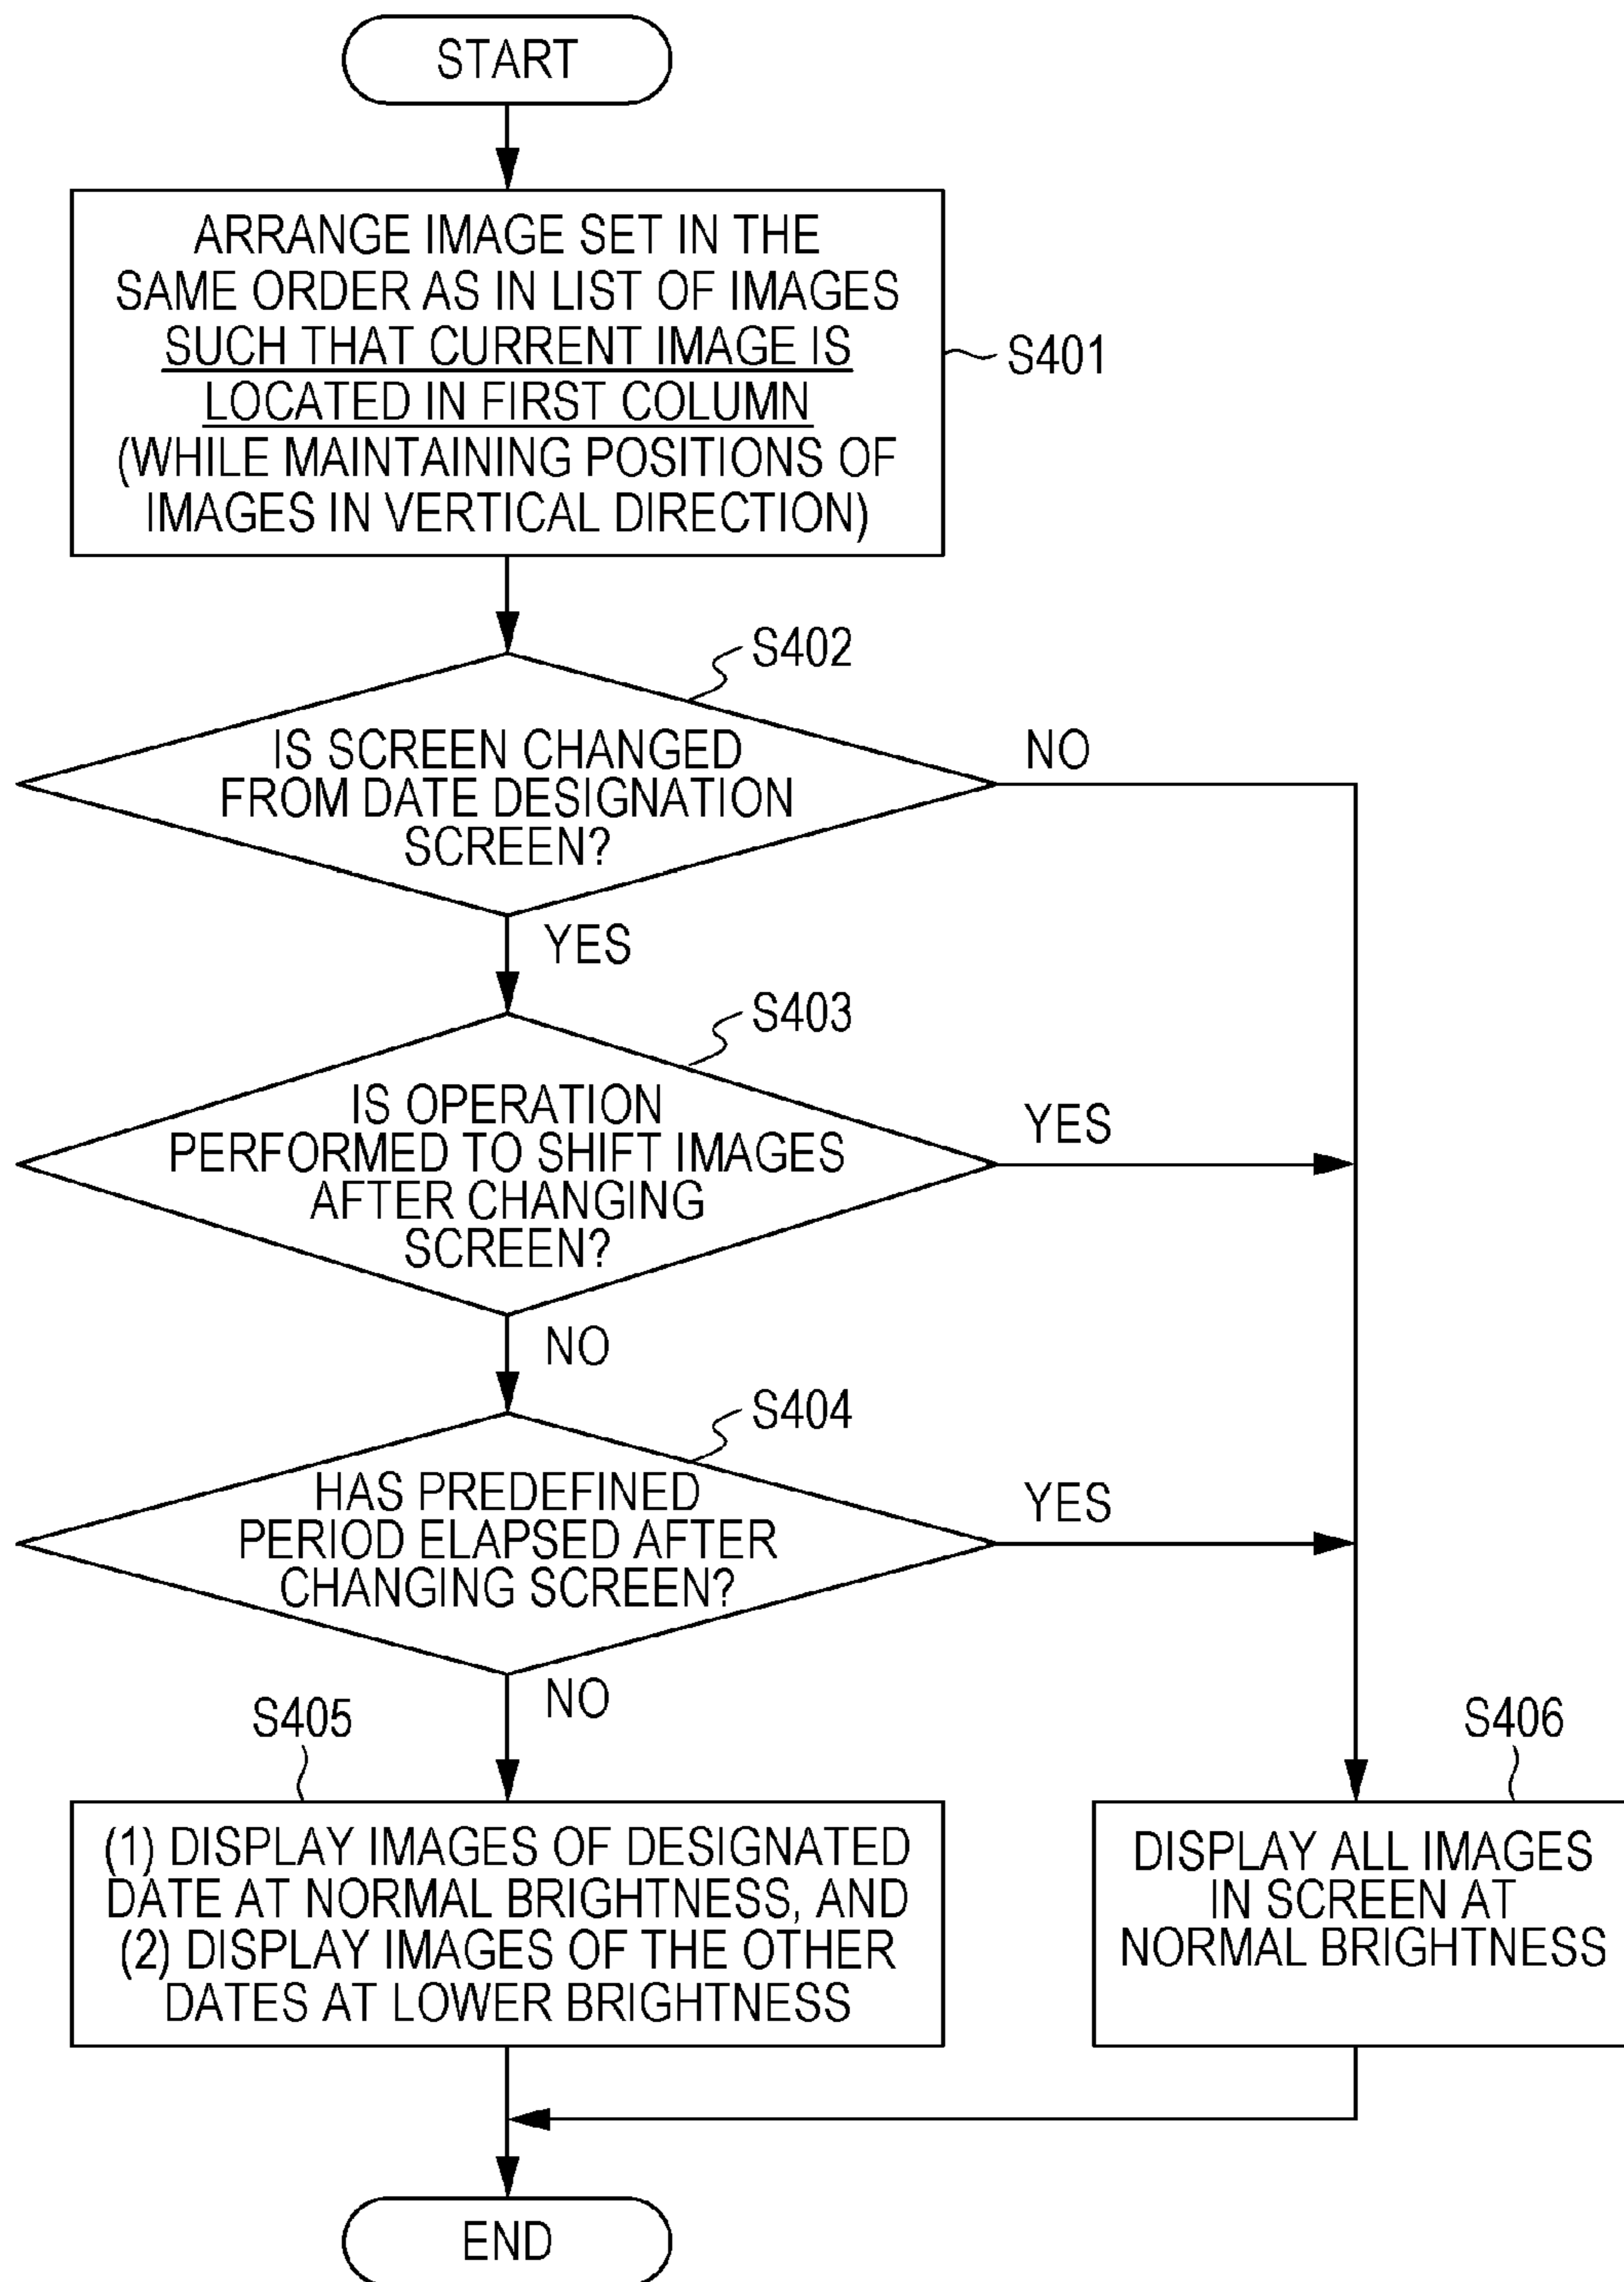 START
ARRANGE IMAGE SET IN THE
SAME ORDER AS IN LIST OF IMAGES
SUCH THAT CURRENT IMAGE IS
LOCATED IN FIRST COLUMN
(WHILE MAINTAINING POSITIONS OF
IMAGES IN VERTICAL DIRECTION)
S401
S402
IS SCREEN CHANGED
FROM DATE DESIGNATION
SCREEN?
NO
YES
S403
IS OPERATION
PERFORMED TO SHIFT IMAGES
AFTER CHANGING
SCREEN?
YES
NO
S404
HAS PREDEFINED
PERIOD ELAPSED AFTER
CHANGING SCREEN?
YES
NO
S405
(1) DISPLAY IMAGES OF DESIGNATED
DATE AT NORMAL BRIGHTNESS, AND
(2) DISPLAY IMAGES OF THE OTHER
DATES AT LOWER BRIGHTNESS
S406
DISPLAY ALL IMAGES
IN SCREEN AT
NORMAL BRIGHTNESS
END